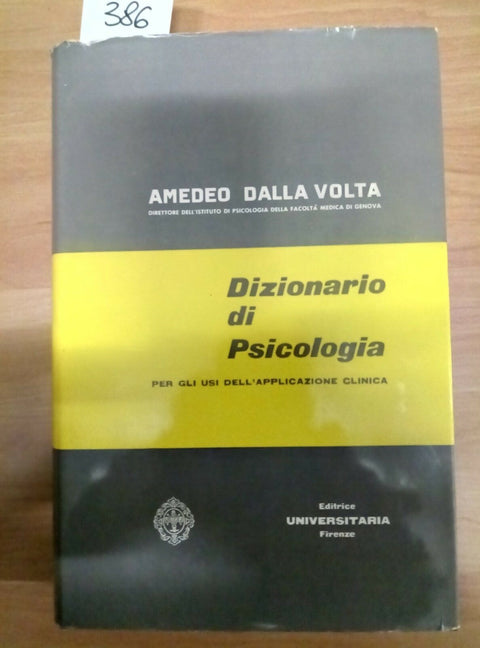 386
AMEDEO DALLA VOLTA
DIRETTORE DELL'ISTITUTO DI PSICOLOGIA DELLA FACOLTÁ MEDICA DI GENOVA
Dizionario
di
Psicologia
PER GLI USI DELL'APPLICAZIONE CLINICA
Editrice
UNIVERSITARIA
Firenze